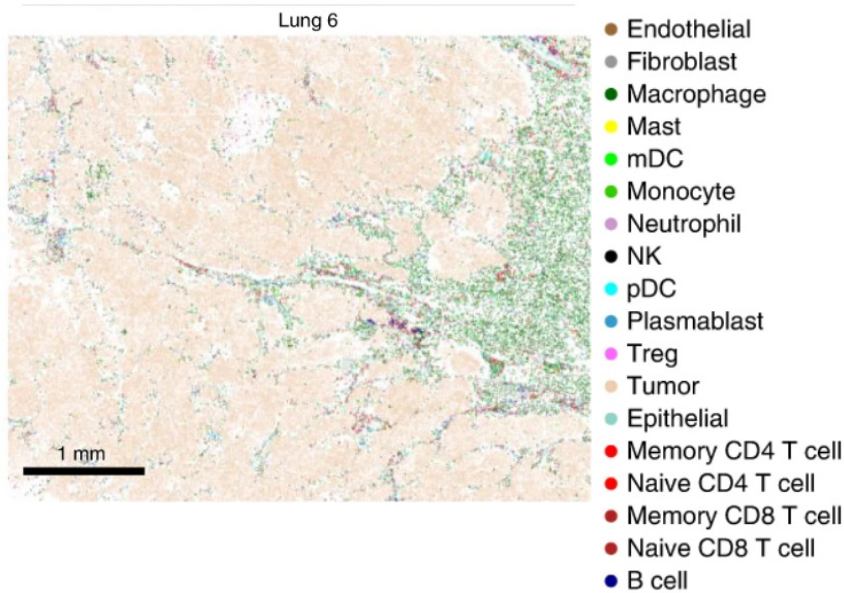 Lung 6
1 mm
Endothelial
Fibroblast
Macrophage
Mast
mDC
Monocyte
Neutrophil
NK
pDC
Plasmablast
Treg
Tumor
Epithelial
Memory CD4 T cell
Naive CD4 T cell
Memory CD8 T cell
Naive CD8 T cell
B cell